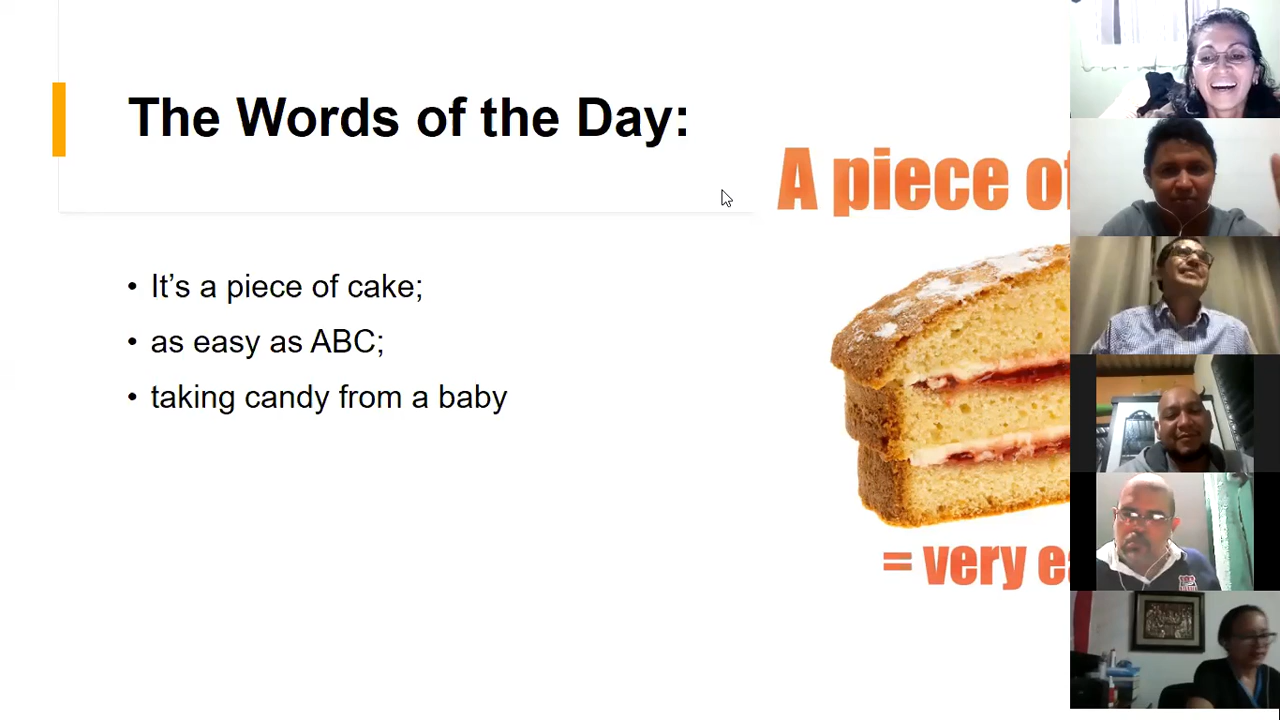 The Words of the Day:
A piece of
• It’s a piece of cake;
• as easy as ABC;
• taking candy from a baby
= very ea